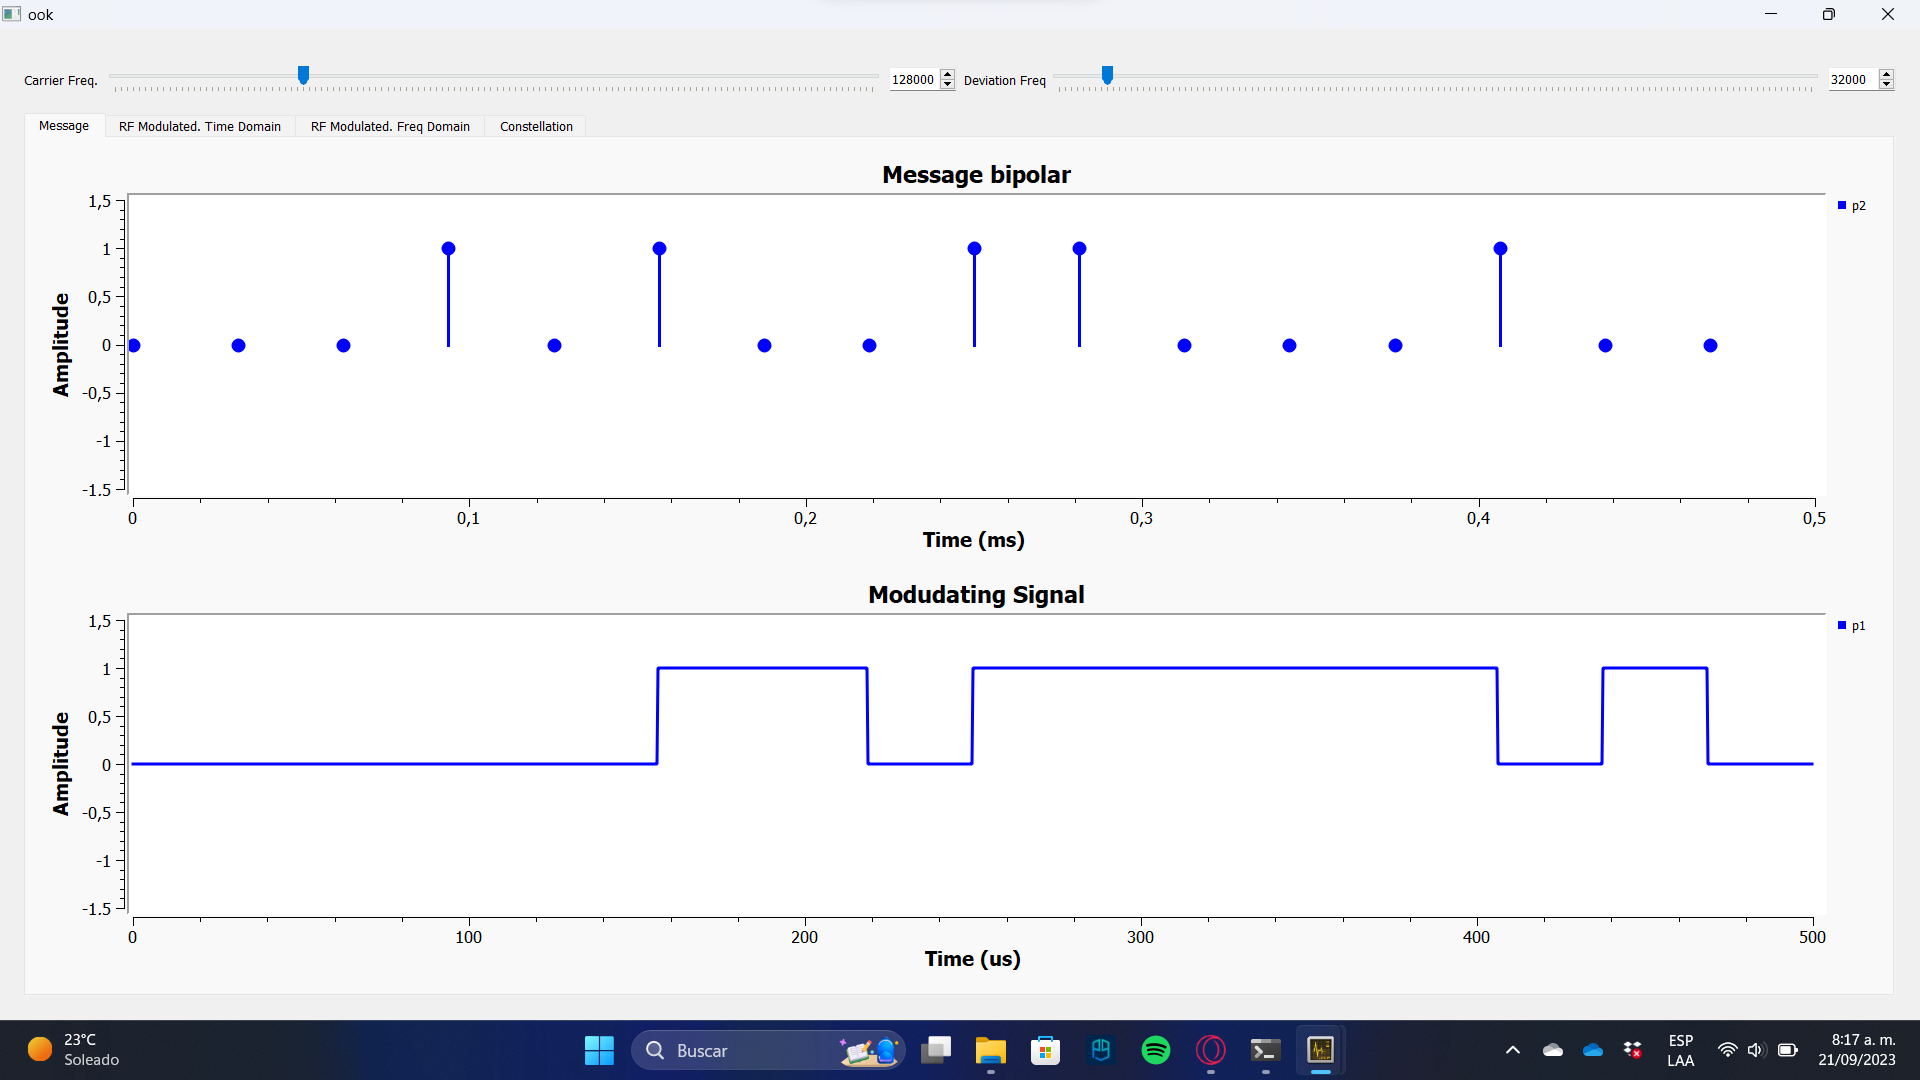 ook
Carrier Freq. 128000 Deviation Freq 32000
Message RF Modulated. Time Domain RF Modulated. Freq Domain Constellation
Message bipolar
p2
1,5
1
0,5
0
-0,5
-1
-1.5
Amplitude
0 0,1 0,2 0,3 0,4 0,5
Time (ms)
Modudating Signal
p1
1,5
1
0,5
0
-0,5
-1
-1.5
Amplitude
0 100 200 300 400 500
Time (us)
23°C
Soleado
Buscar
ESP
LAA
8:17 a. m.
21/09/2023